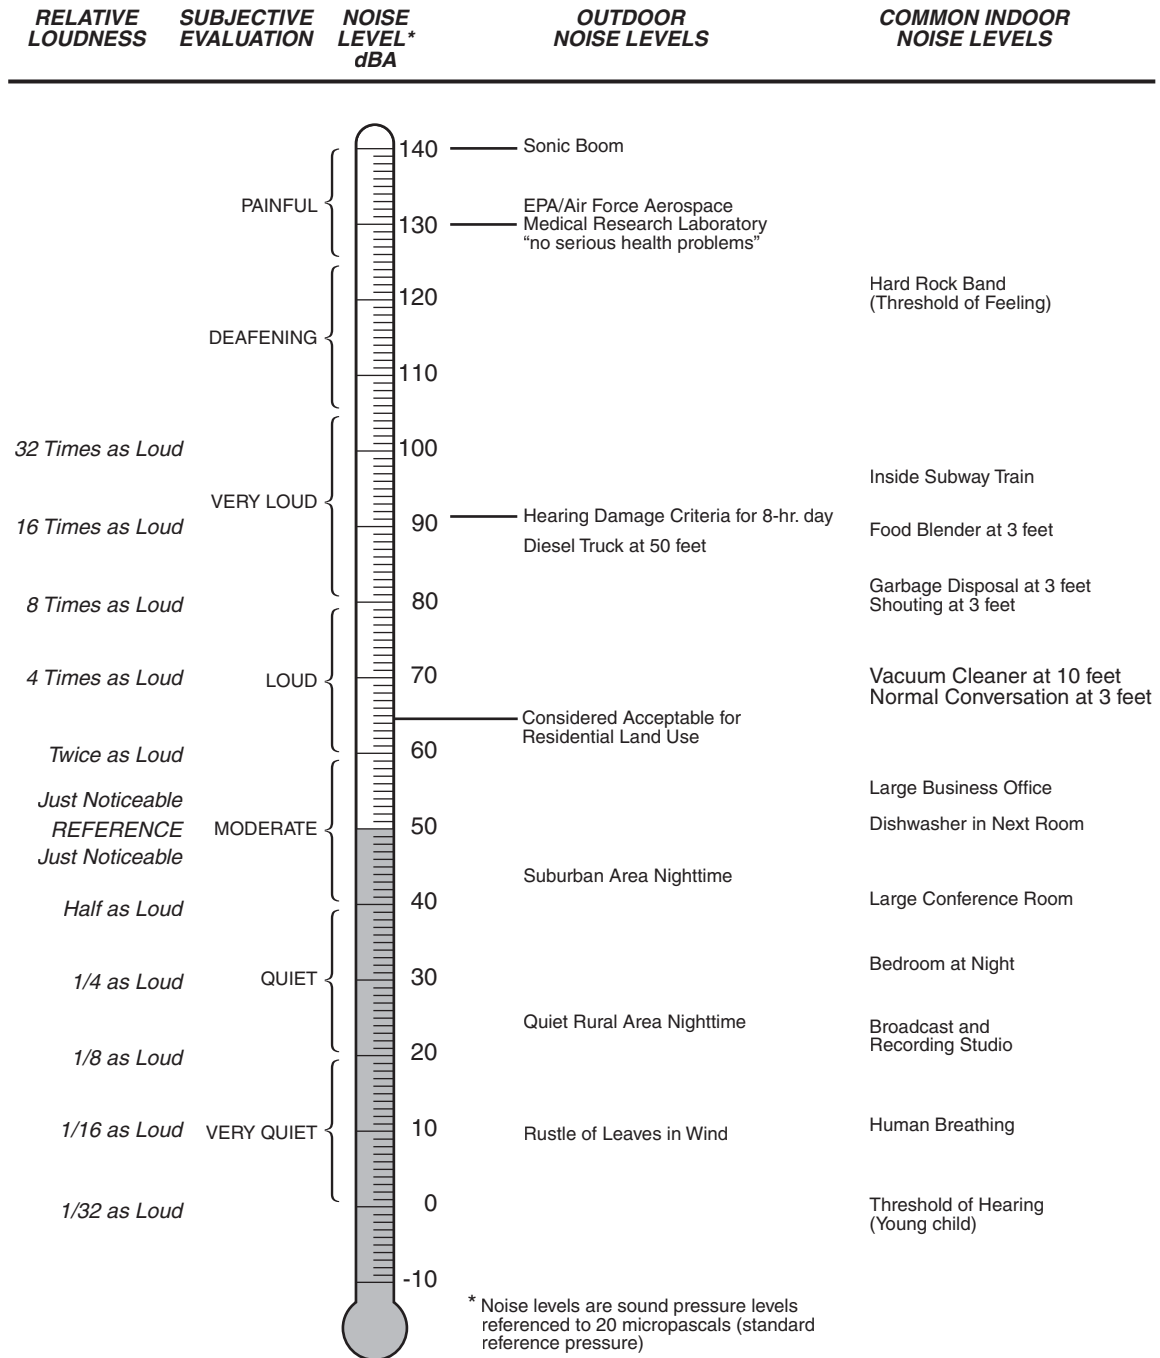 RELATIVE LOUDNESS
SUBJECTIVE EVALUATION
NOISE LEVEL* dBA
OUTDOOR NOISE LEVELS
COMMON INDOOR NOISE LEVELS
140
Sonic Boom
PAINFUL
EPA/Air Force Aerospace
130
Medical Research Laboratory
“no serious health problems”
Hard Rock Band
120
(Threshold of Feeling)
DEAFENING
110
32 Times as Loud
100
Inside Subway Train
VERY LOUD
16 Times as Loud
90
Hearing Damage Criteria for 8-hr. day
Food Blender at 3 feet
Diesel Truck at 50 feet
Garbage Disposal at 3 feet
8 Times as Loud
80
Shouting at 3 feet
4 Times as Loud
LOUD
70
Vacuum Cleaner at 10 feet
Normal Conversation at 3 feet
Considered Acceptable for
Residential Land Use
Twice as Loud
60
Large Business Office
Just Noticeable
REFERENCE
MODERATE
50
Dishwasher in Next Room
Just Noticeable
Suburban Area Nighttime
Half as Loud
40
Large Conference Room
Bedroom at Night
1/4 as Loud
QUIET
30
Quiet Rural Area Nighttime
Broadcast and
Recording Studio
1/8 as Loud
20
1/16 as Loud
VERY QUIET
10
Rustle of Leaves in Wind
Human Breathing
1/32 as Loud
0
Threshold of Hearing
(Young child)
-10
* Noise levels are sound pressure levels
referenced to 20 micropascals (standard
reference pressure)